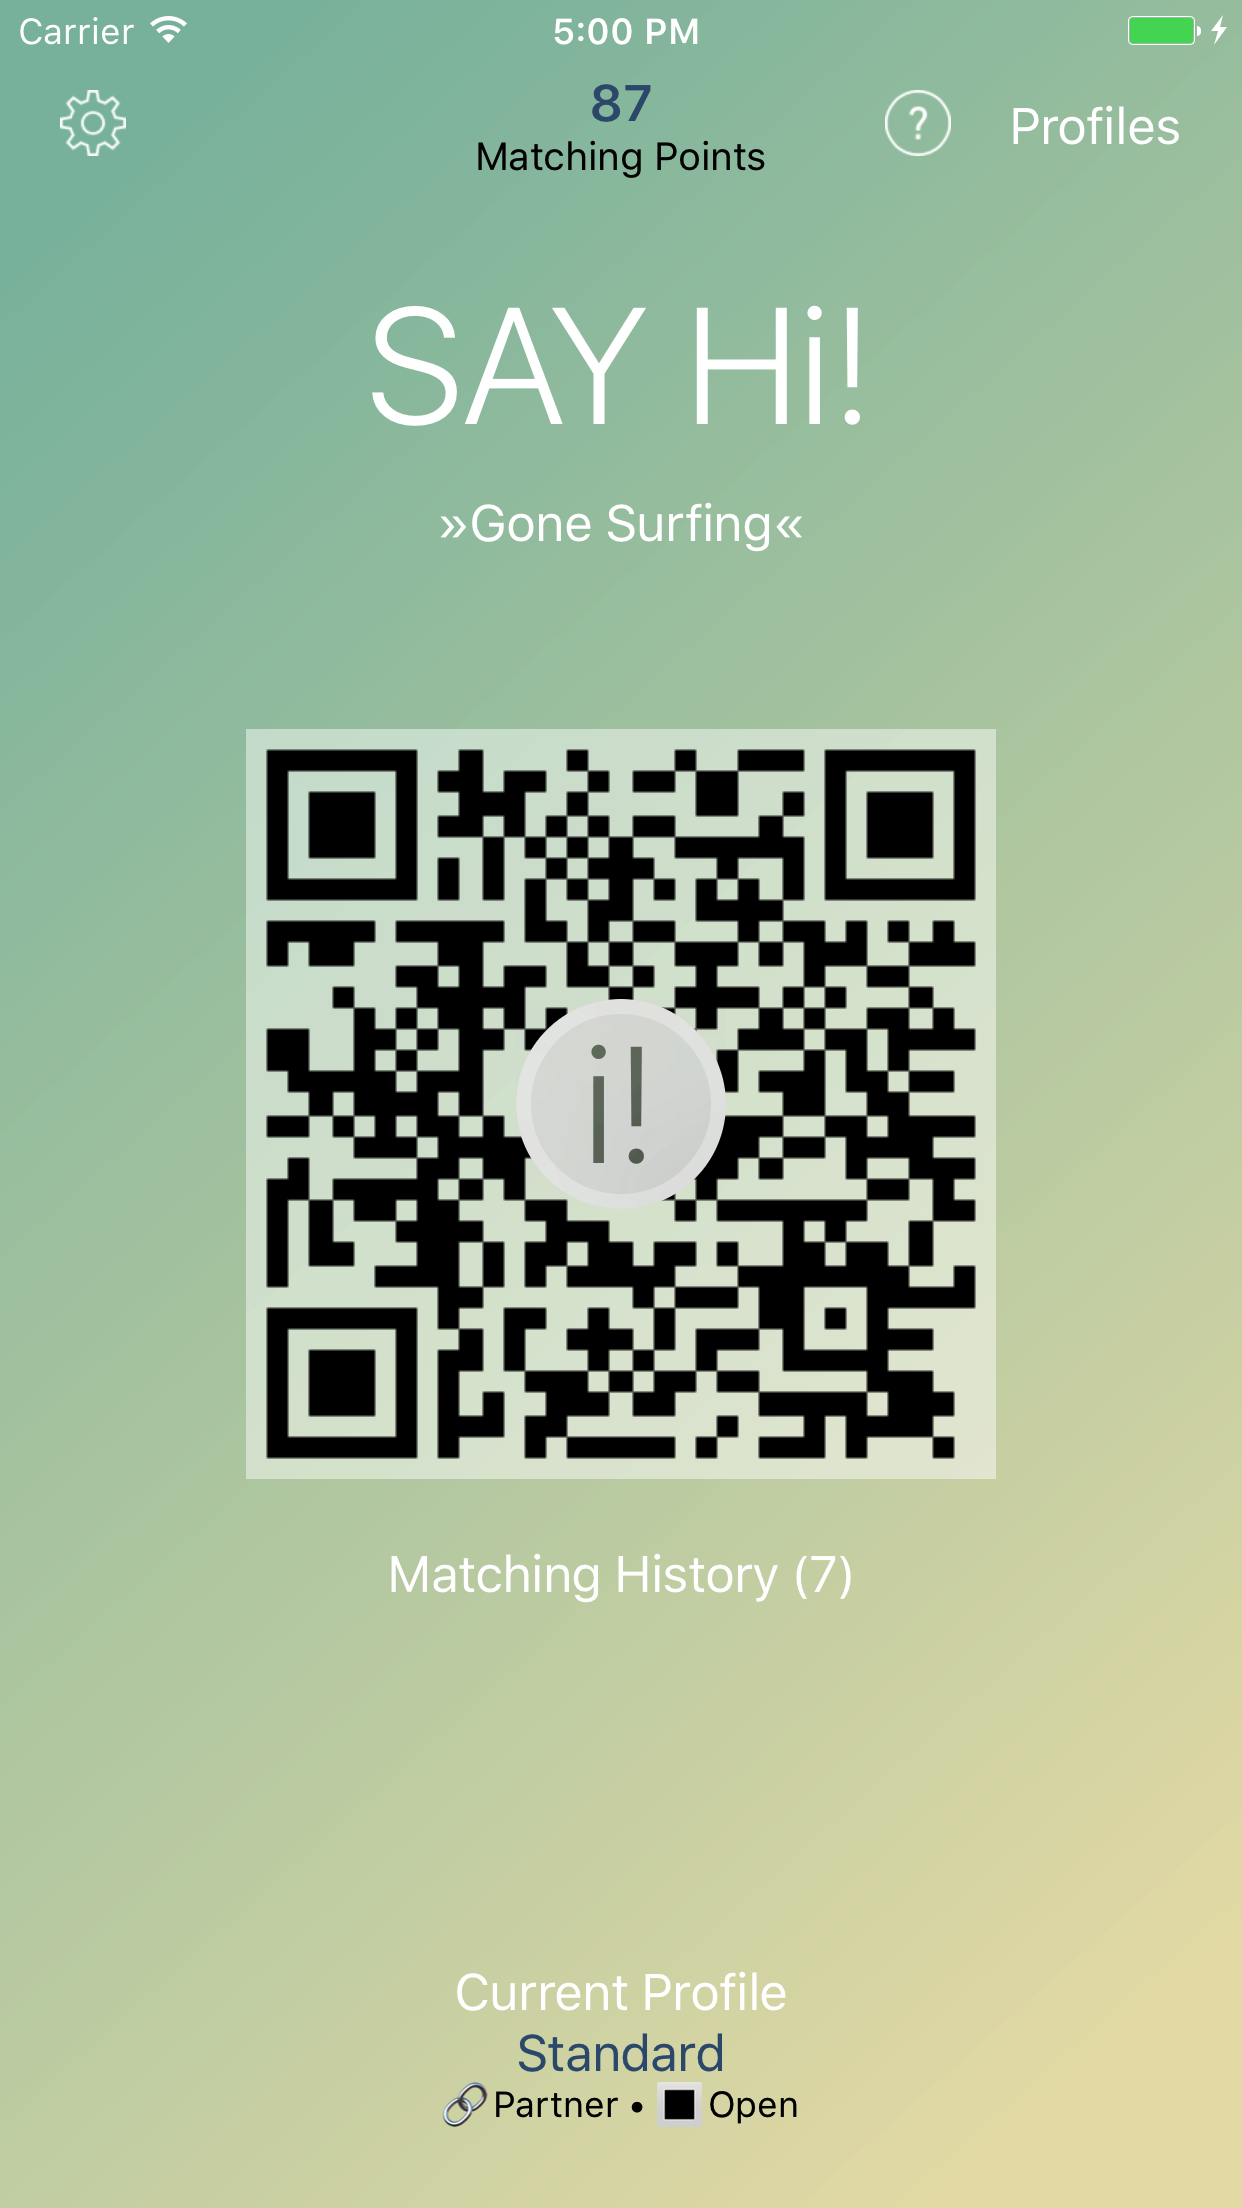 Carrier 5:00 PM
87
Matching Points
?
Profiles
SAY Hi!
»Gone Surfing«
i!
Matching History (7)
Current Profile
Standard
🔗Partner • 🔳Open